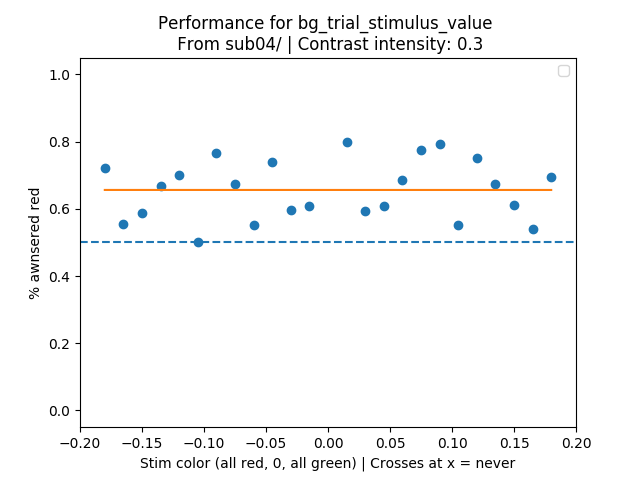 Performance for bg_trial_stimulus_value
From sub04/ | Contrast intensity: 0.3
1.0
0.8
0.6
0.4
0.2
0.0
% awnsered red
−0.20 −0.15 −0.10 −0.05 0.00 0.05 0.10 0.15 0.20
Stim color (all red, 0, all green) | Crosses at x = never